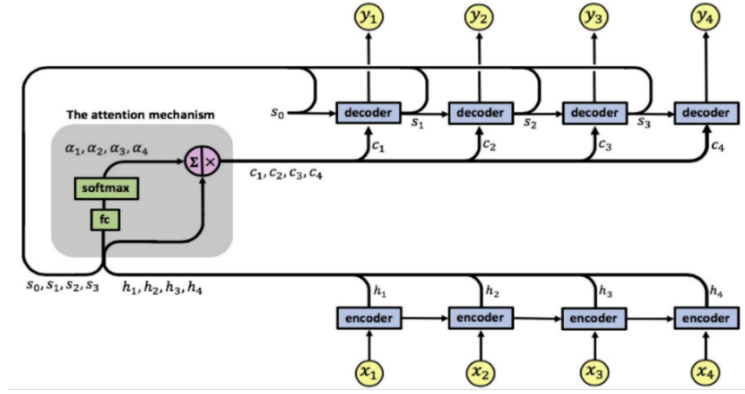 y₁ y₂ y₃ y₄
The attention mechanism
s₀ decoder s₁ decoder s₂ decoder s₃ decoder
α₁, α₂, α₃, α₄
c₁ c₂ c₃ c₄
Σ ×
c₁, c₂, c₃, c₄
softmax
fc
s₀, s₁, s₂, s₃ h₁, h₂, h₃, h₄
h₁ h₂ h₃ h₄
encoder encoder encoder encoder
x₁ x₂ x₃ x₄